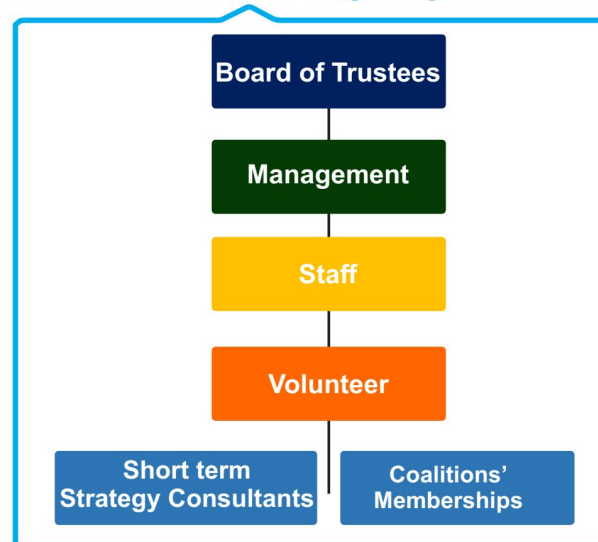 Board of Trustees
Management
Staff
Volunteer
Short term
Strategy Consultants
Coalitions’
Memberships